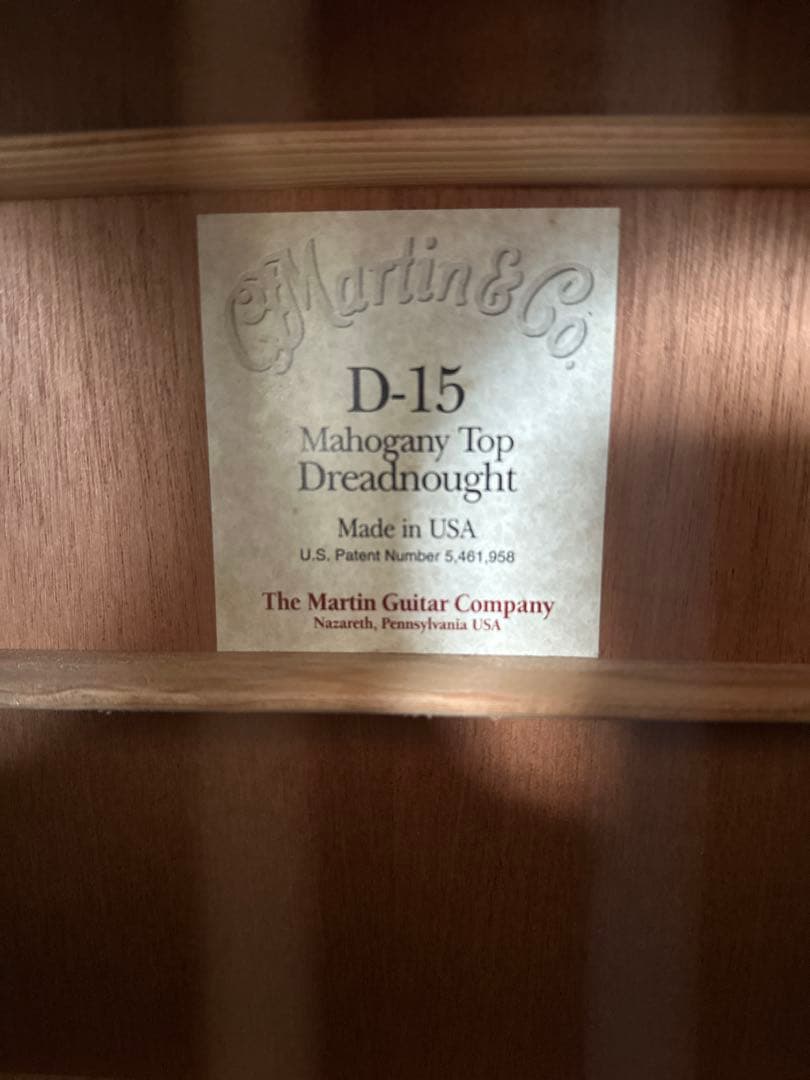 CFMartin & Co.
D-15
Mahogany Top
Dreadnought
Made in USA
U.S. Patent Number 5,461,958
The Martin Guitar Company
Nazareth, Pennsylvania USA